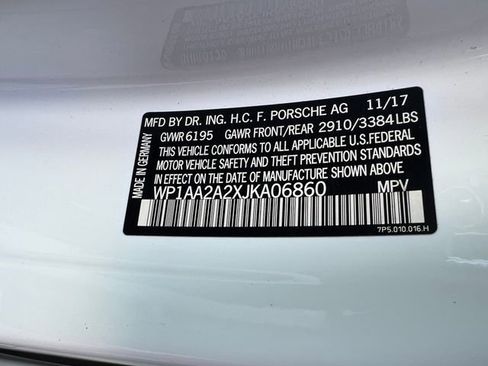 MFD BY DR. ING. H.C. F. PORSCHE AG 11/17
GVWR 6195 GAWR FRONT/REAR 2910/3384LBS
THIS VEHICLE CONFORMS TO ALL APPLICABLE U.S.FEDERAL
MOTOR VEHICLE SAFETY AND THEFT PREVENTION STANDARDS
IN EFFECT ON THE DATE OF MANUFACTURE SHOWN ABOVE
WP1AA2A2XJKA06860 MPV
7P5.010.016.H
MADE IN GERMANY